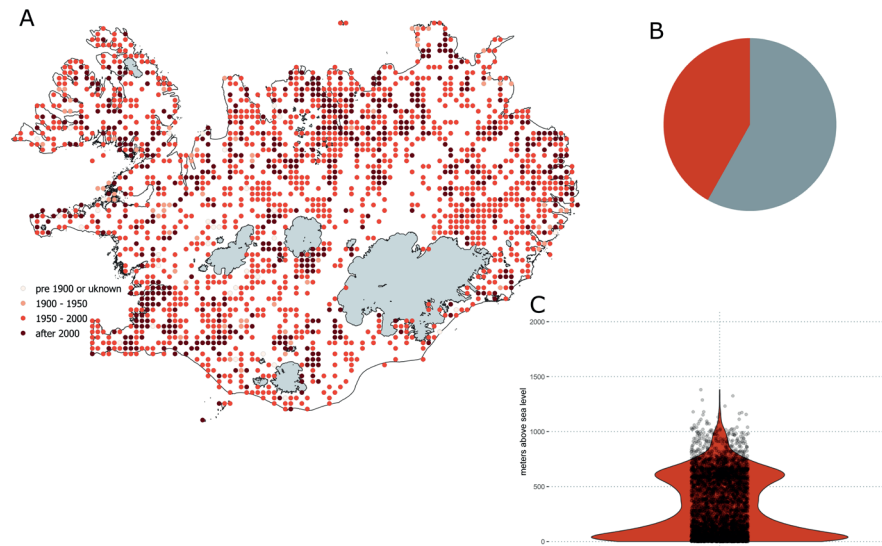 A
B
pre 1900 or uknown
1900 - 1950
1950 - 2000
after 2000
C
meters above sea level
2000
1500
1000
500
0